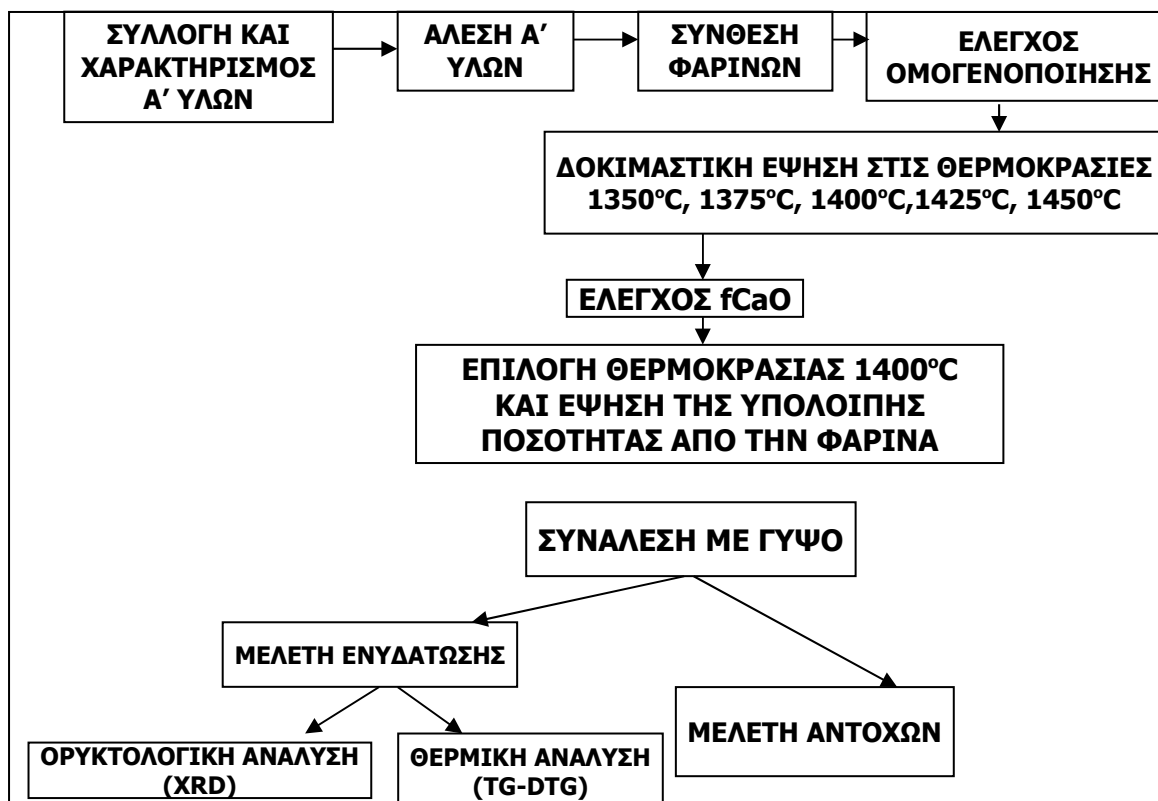 ΣΥΛΛΟΓΗ ΚΑΙ
ΧΑΡΑΚΤΗΡΙΣΜΟΣ
Α’ ΥΛΩΝ
ΑΛΕΣΗ Α’
ΥΛΩΝ
ΣΥΝΘΕΣΗ
ΦΑΡΙΝΩΝ
ΕΛΕΓΧΟΣ
ΟΜΟΓΕΝΟΠΟΙΗΣΗΣ
ΔΟΚΙΜΑΣΤΙΚΗ ΕΨΗΣΗ ΣΤΙΣ ΘΕΡΜΟΚΡΑΣΙΕΣ
1350°C, 1375°C, 1400°C,1425°C, 1450°C
ΕΛΕΓΧΟΣ fCaO
ΕΠΙΛΟΓΗ ΘΕΡΜΟΚΡΑΣΙΑΣ 1400°C
ΚΑΙ ΕΨΗΣΗ ΤΗΣ ΥΠΟΛΟΙΠΗΣ
ΠΟΣΟΤΗΤΑΣ ΑΠΟ ΤΗΝ ΦΑΡΙΝΑ
ΣΥΝΑΛΕΣΗ ΜΕ ΓΥΨΟ
ΜΕΛΕΤΗ ΕΝΥΔΑΤΩΣΗΣ
ΜΕΛΕΤΗ ΑΝΤΟΧΩΝ
ΟΡΥΚΤΟΛΟΓΙΚΗ ΑΝΑΛΥΣΗ
(XRD)
ΘΕΡΜΙΚΗ ΑΝΑΛΥΣΗ
(TG-DTG)